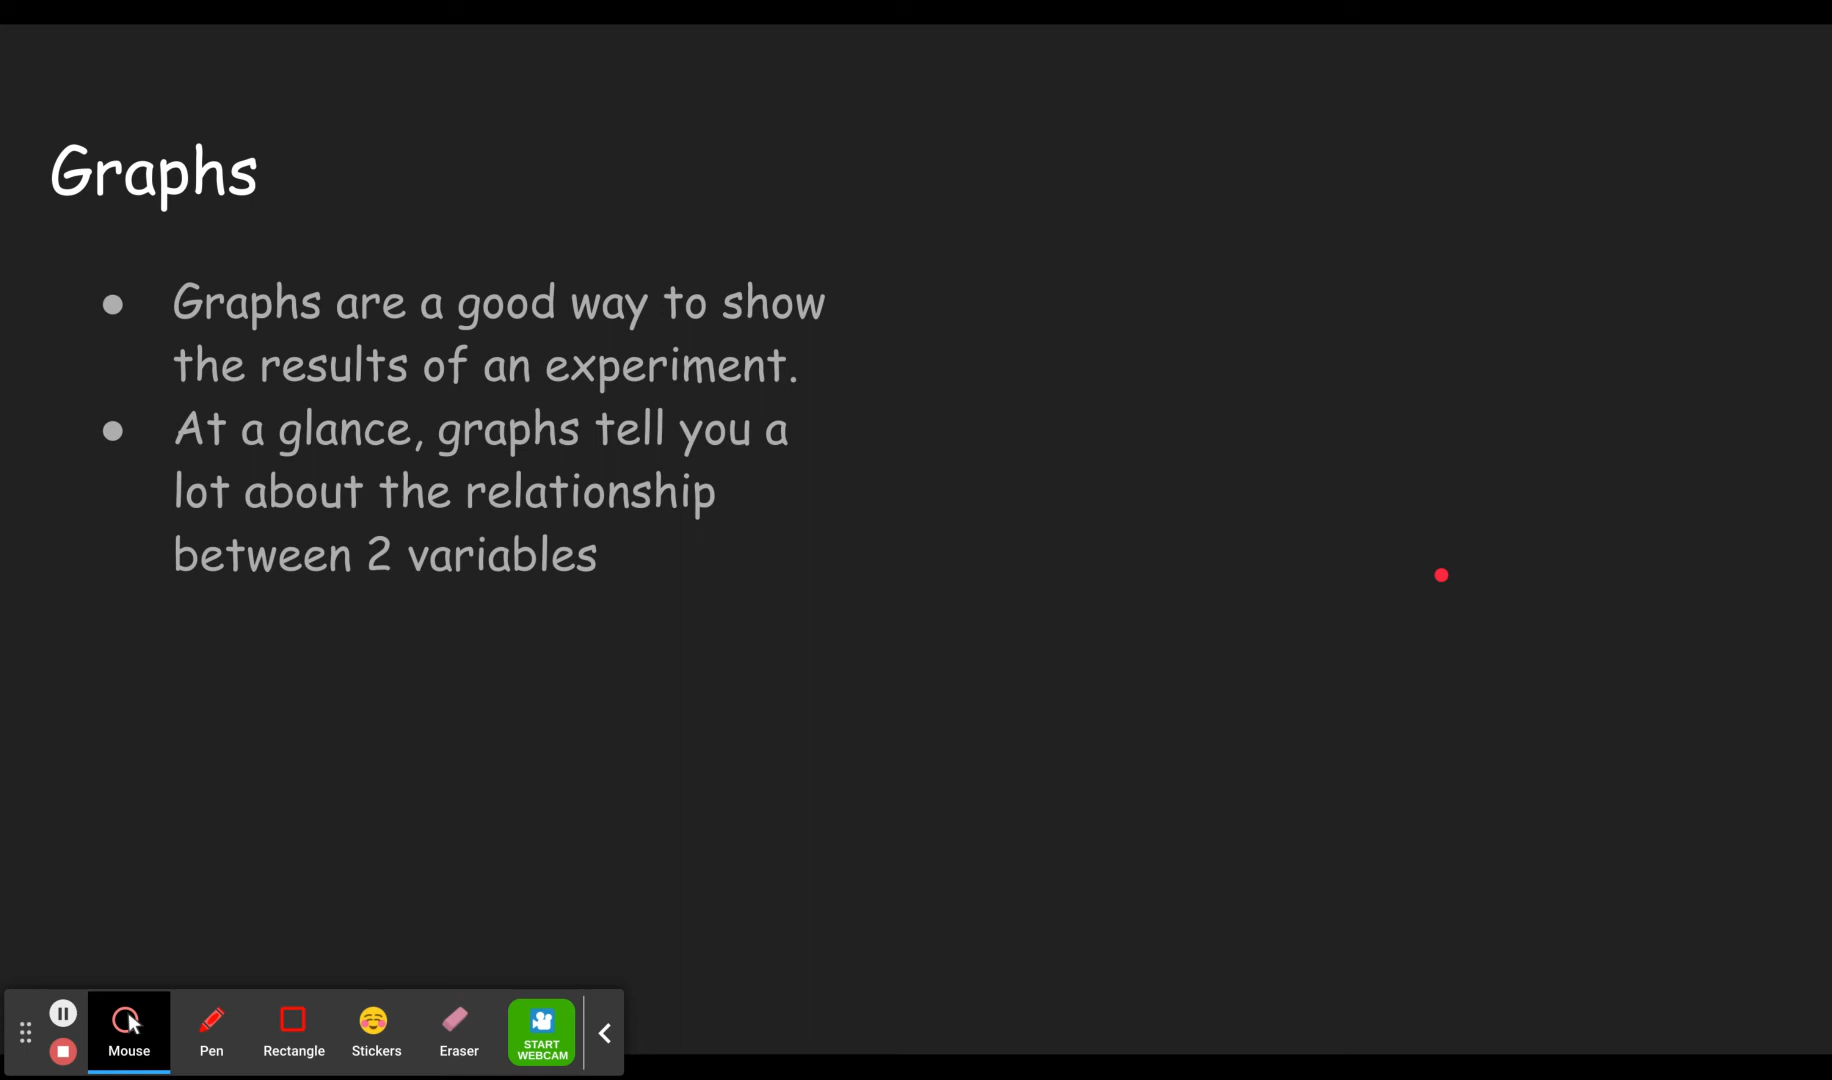 Graphs
● Graphs are a good way to show
the results of an experiment.
● At a glance, graphs tell you a
lot about the relationship
between 2 variables
Mouse
Pen
Rectangle
Stickers
Eraser
START
WEBCAM